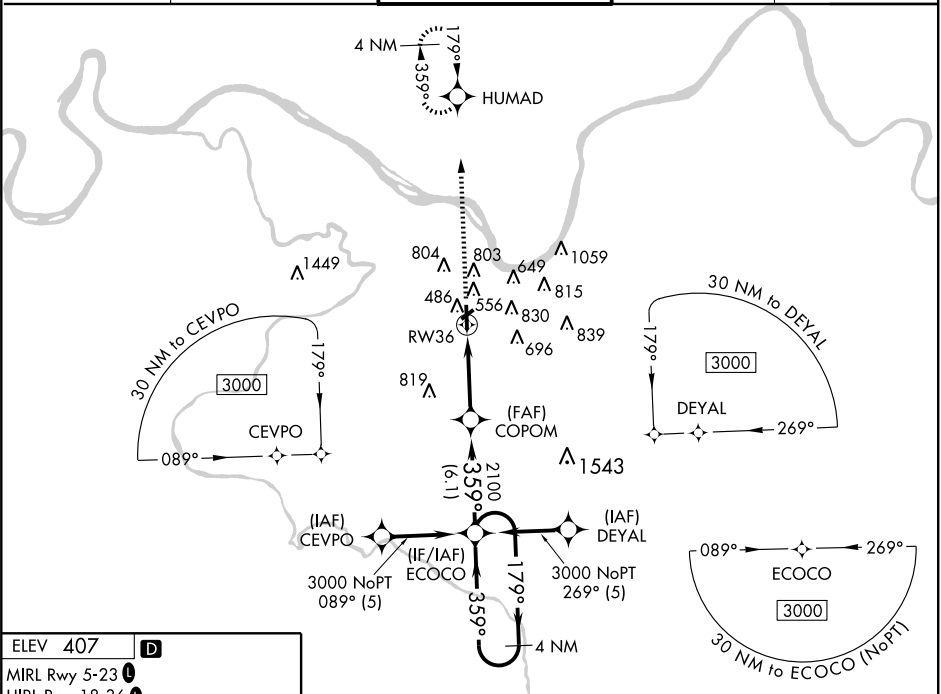 4 NM
179°
359°
HUMAD
1449
804
803
649
1059
815
486
556
830
839
RW36
696
819
30 NM to CEVPO
179°
3000
CEVPO
089°
30 NM to DEYAL
179°
3000
DEYAL
269°
(FAF)
COPOM
1543
359°
(6.1)
2100
(IAF)
CEVPO
(IF/IAF)
ECOCO
(IAF)
DEYAL
3000 NoPT
089° (5)
3000 NoPT
269° (5)
359°
179°
4 NM
089°
269°
ECOCO
3000
30 NM to ECOCO (NoPT)
ELEV 407
D
MIRL Rwy 5-23 L